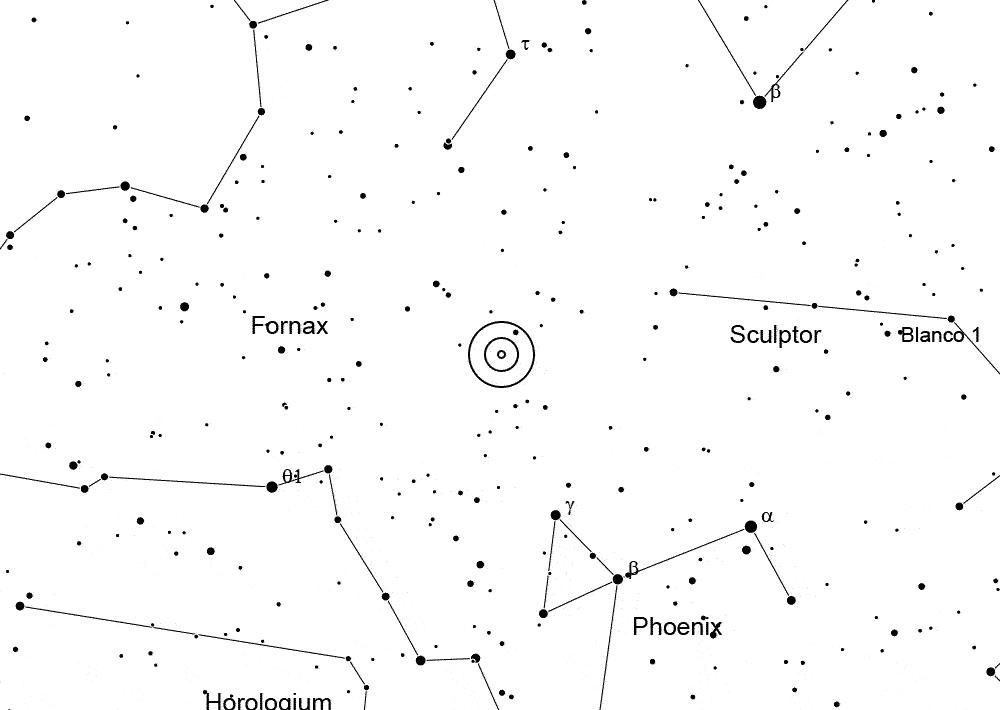 τ
β
Fornax
Sculptor
Blanco 1
θ1
γ
α
β
Phoenix
Horologium